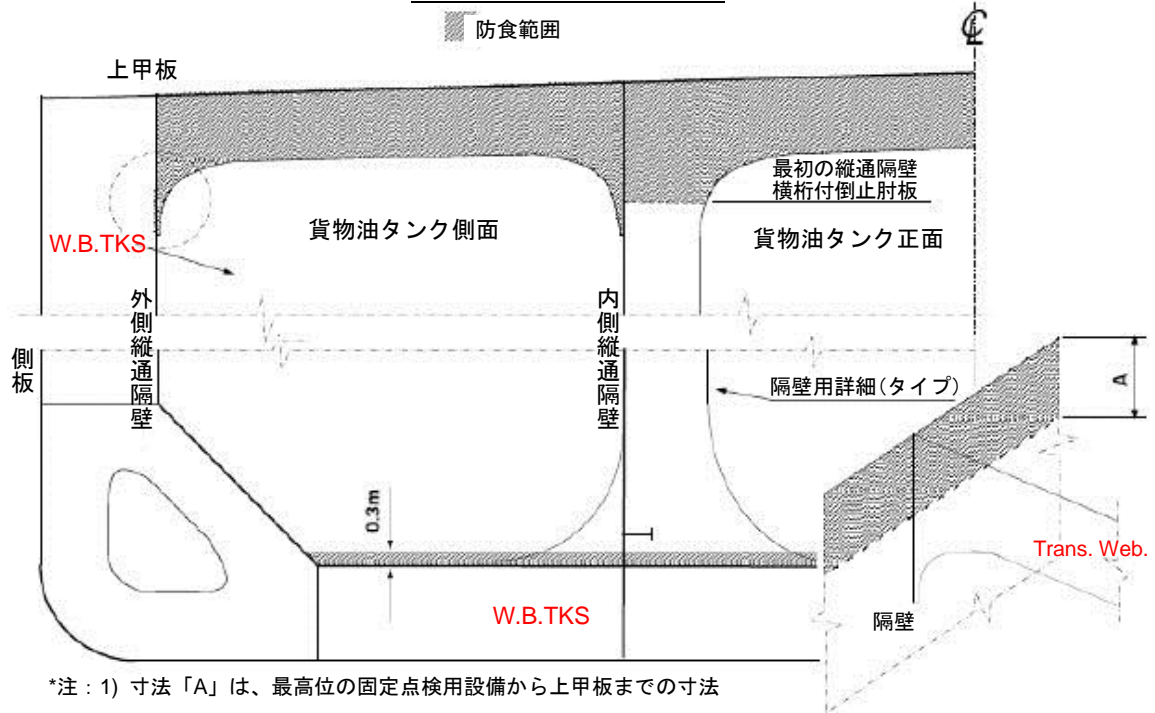 防食範囲
℄
上甲板
最初の縦通隔壁
横桁付倒止肘板
W.B.TKS
貨物油タンク側面
貨物油タンク正面
外側縦通隔壁
内側縦通隔壁
側板
隔壁用詳細(タイプ)
A
0.3m
Trans. Web.
W.B.TKS
隔壁
*注：1) 寸法「A」は、最高位の固定点検用設備から上甲板までの寸法